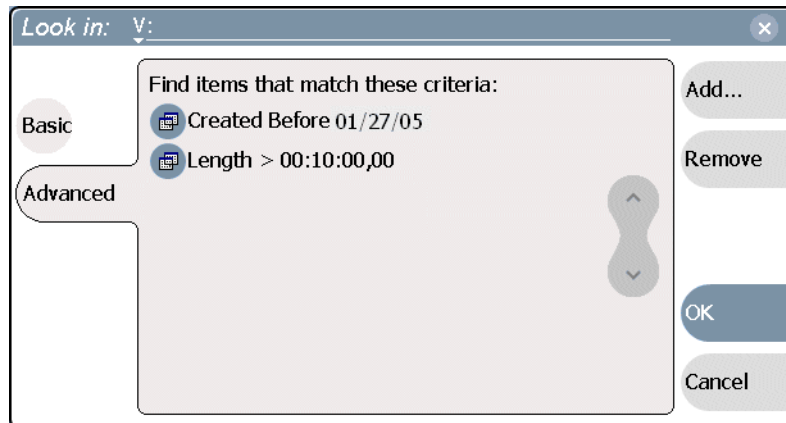 Look in: V:
Find items that match these criteria:
Created Before 01/27/05
Length > 00:10:00,00
Basic
Advanced
Add...
Remove
OK
Cancel